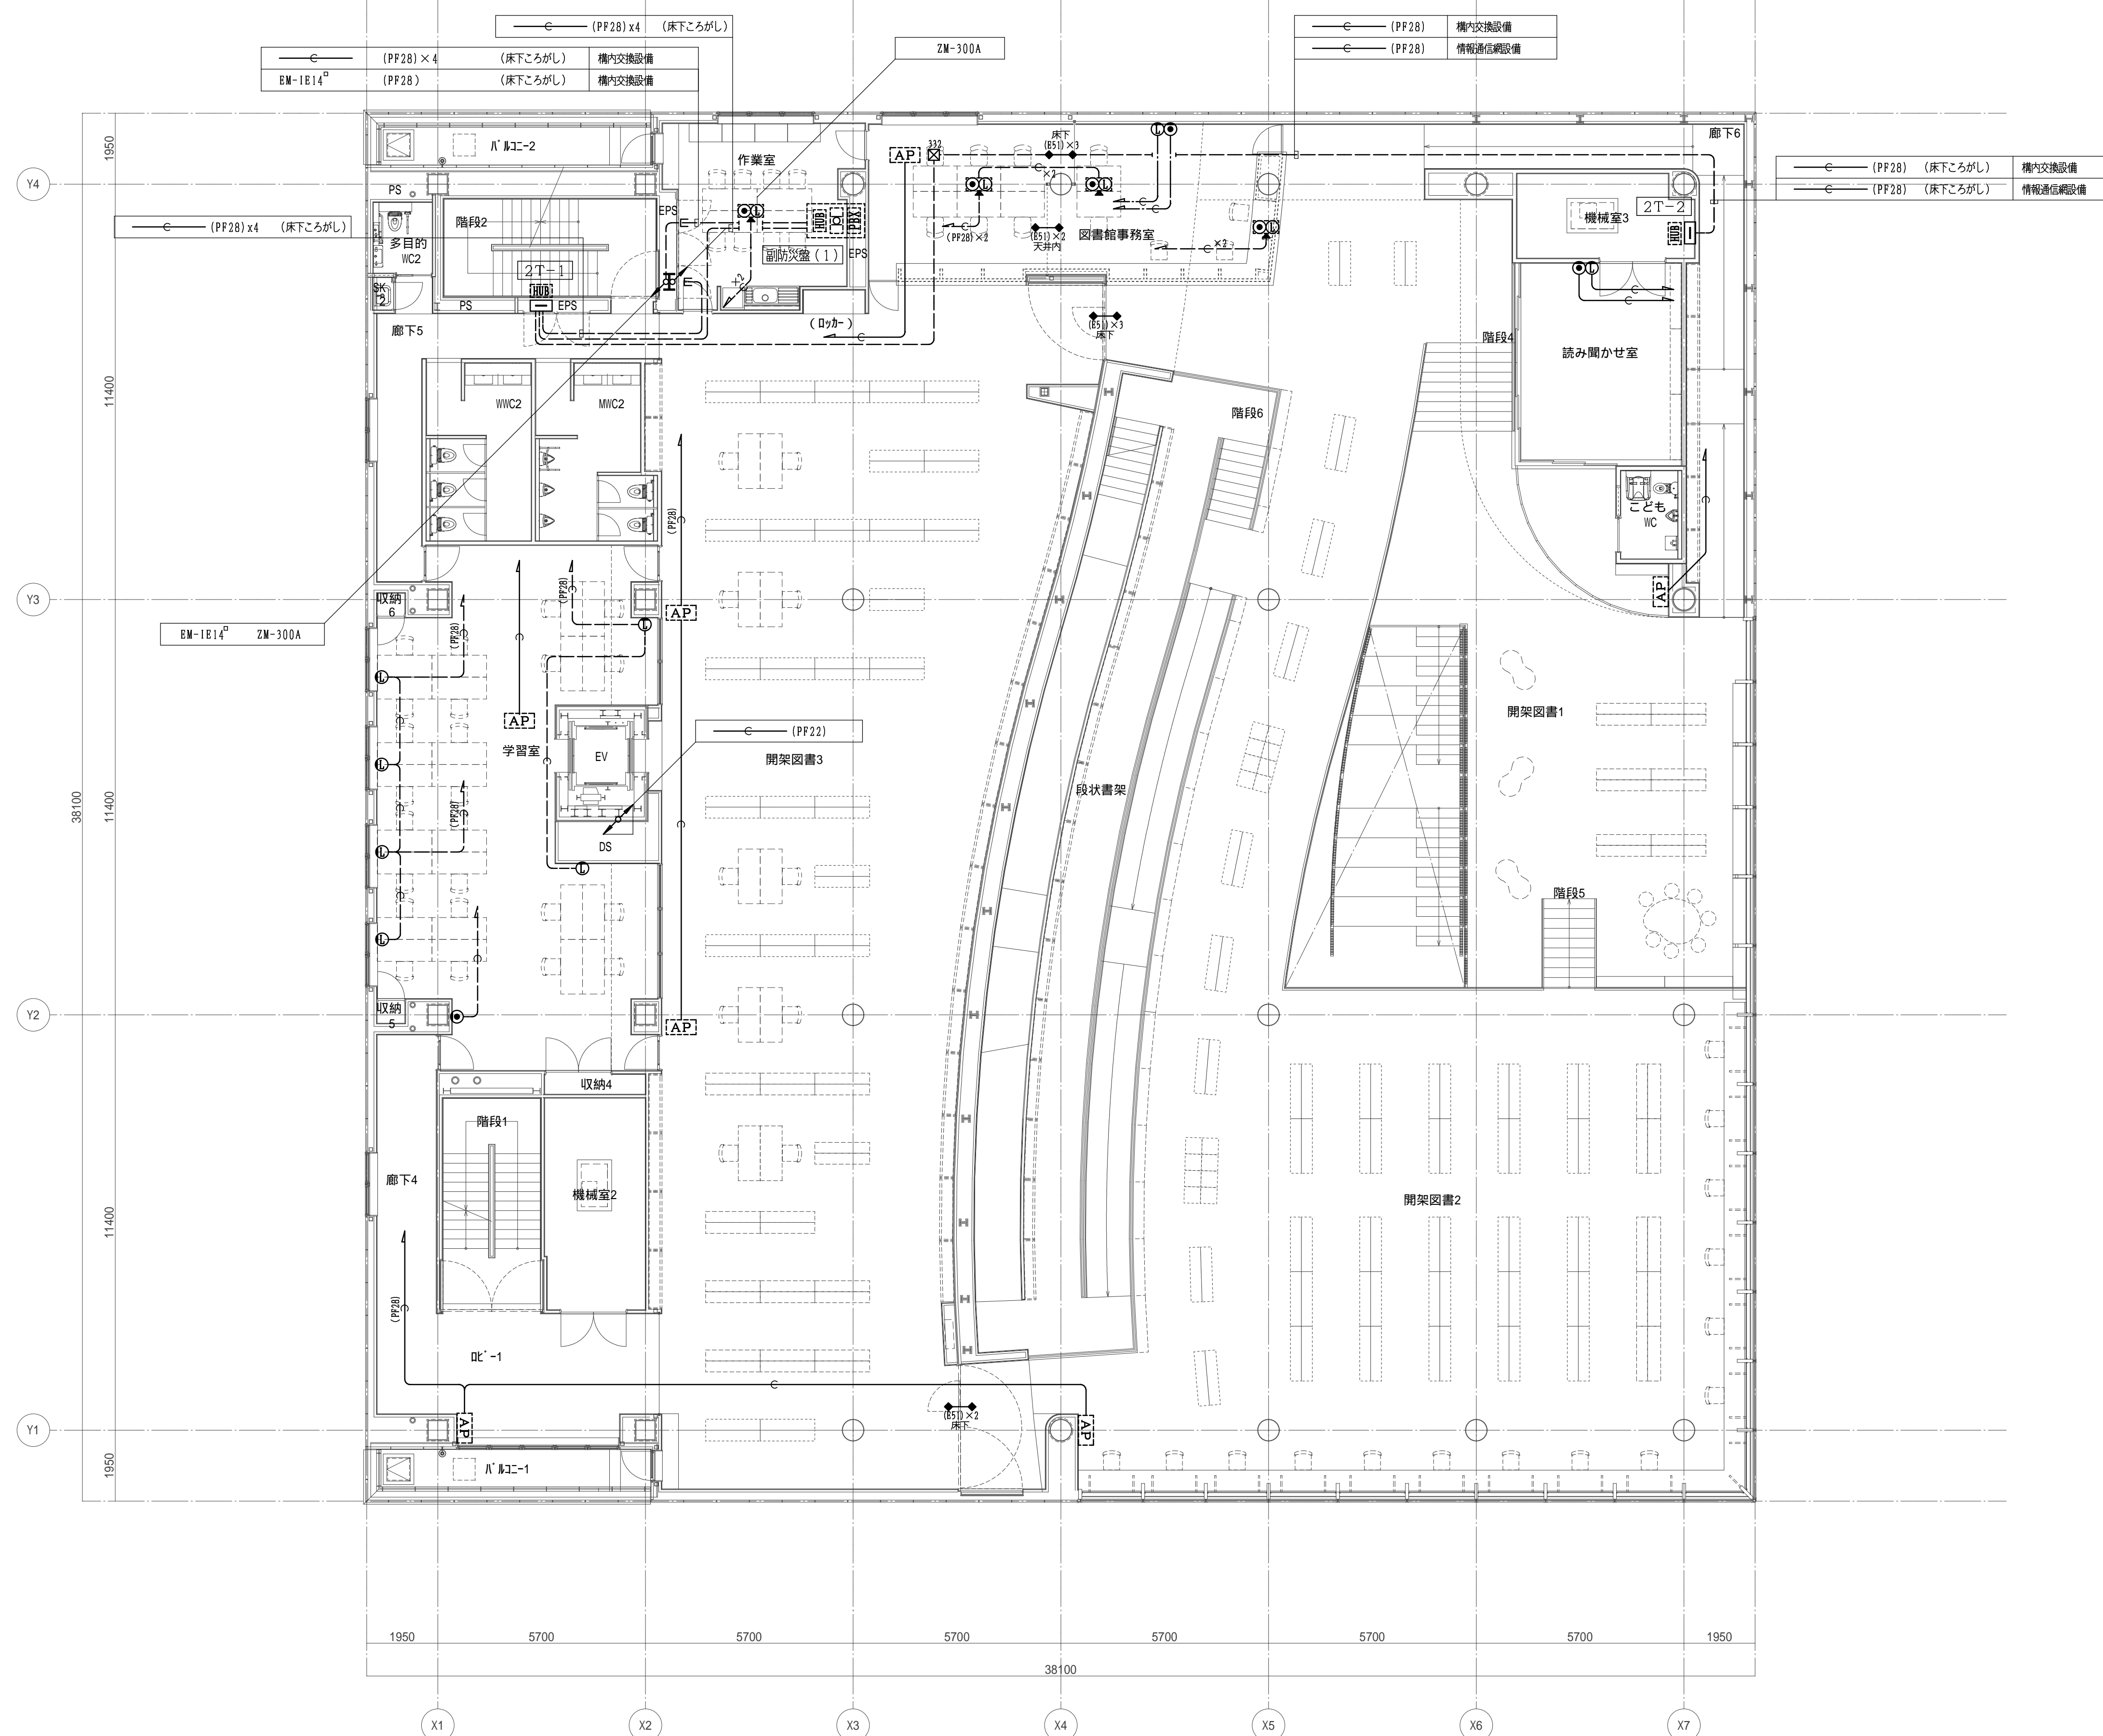 C (PF28)x4 (床下ころがし)
C (PF28)×4 (床下ころがし) 構内交換設備
EM-IE14□ (PF28) (床下ころがし) 構内交換設備
ZM-300A
C (PF28) 構内交換設備
C (PF28) 情報通信網設備
C (PF28) (床下ころがし) 構内交換設備
C (PF28) (床下ころがし) 情報通信網設備
C (PF28)x4 (床下ころがし)
EM-IE14□ ZM-300A
C (PF22)
1950
11400
11400
11400
1950
38100
Y4
Y3
Y2
Y1
バルコニー2
PS
階段2
多目的
WC2
SK
2
2T-1
HUB
PS
EPS
EPS
作業室
HUB
PBX
副防災盤(1)
EPS
×2
(ロッカー)
AP
332
床下
(E51)×3
C
×2
(PF28)×2
(E51)×2
天井内
図書館事務室
C
C
C ×2
(E51)×3
床下
廊下6
機械室3
2T-2
HUB
C
C
階段4
読み聞かせ室
こども
WC
C
AP
廊下5
WWC2
MWC2
階段6
(PF28)
C
収納
6
(PF28)
C
(PF28)
C
C
AP
AP
L
L
L
L
L
L
学習室
EV
DS
開架図書3
段状書架
開架図書1
階段5
(PF28)
C
C
収納
5
AP
収納4
階段1
廊下4
機械室2
開架図書2
(PF28)
C
ロビー1
C
AP
(E51)×2
床下
AP
バルコニー1
1950
5700
5700
5700
5700
5700
5700
1950
38100
X1
X2
X3
X4
X5
X6
X7